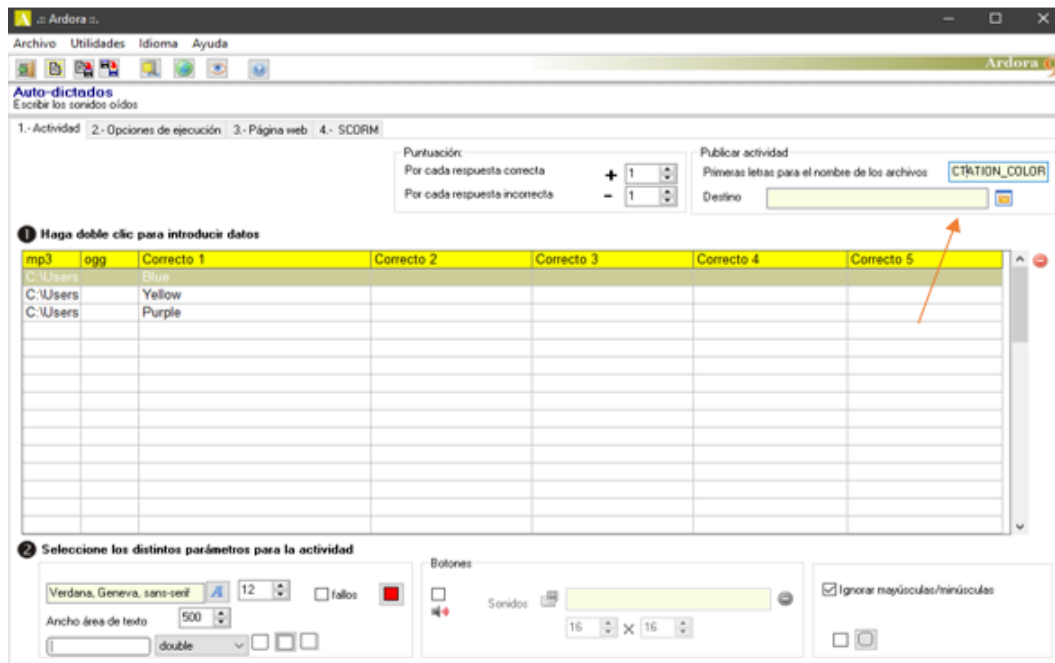 .:: Ardora ::.
Archivo Utilidades Idioma Ayuda
Ardora
Auto-dictados
Escribir los sonidos oídos
1.- Actividad 2.- Opciones de ejecución 3.- Página web 4.- SCORM
Puntuación:
Por cada respuesta correcta + 1
Por cada respuesta incorrecta - 1
Publicar actividad
Primeras letras para el nombre de los archivos CTATION_COLOR
Destino
1 Haga doble clic para introducir datos
mp3 ogg Correcto 1 Correcto 2 Correcto 3 Correcto 4 Correcto 5
C:\Users Blue
C:\Users Yellow
C:\Users Purple
2 Seleccione los distintos parámetros para la actividad
Verdana, Geneva, sans-serif A 12 fallos
Ancho área de texto 500
double
Botones
Sonidos
16 x 16
Ignorar mayúsculas/minúsculas